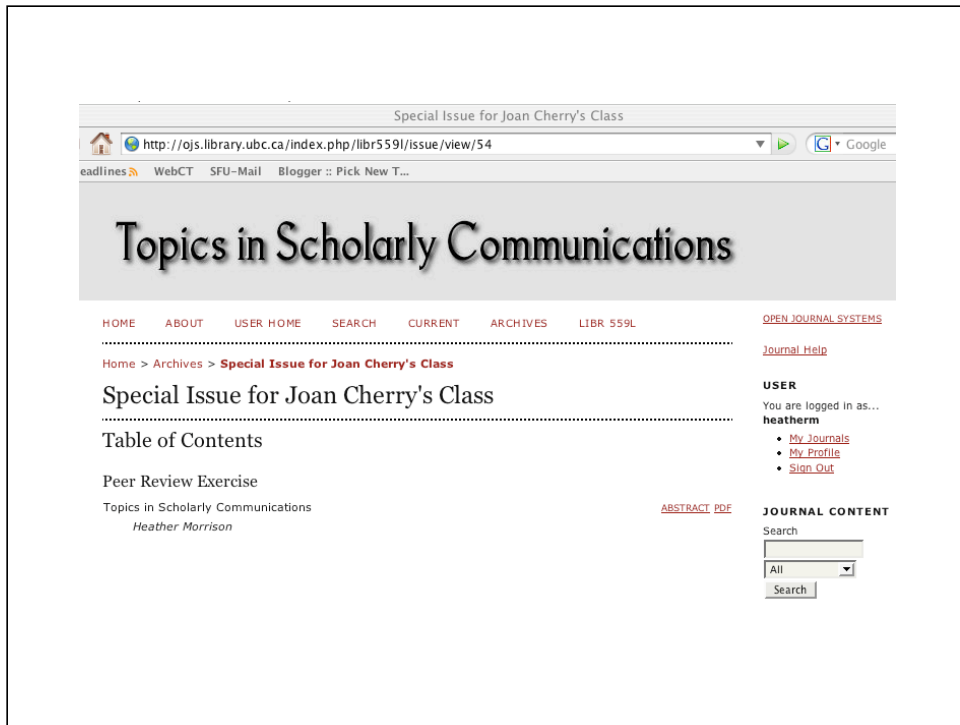 Special Issue for Joan Cherry's Class
http://ojs.library.ubc.ca/index.php/libr559l/issue/view/54
Google
eadlines WebCT SFU-Mail Blogger :: Pick New T...
Topics in Scholarly Communications
HOME ABOUT USER HOME SEARCH CURRENT ARCHIVES LIBR 559L
Home > Archives > Special Issue for Joan Cherry's Class
Special Issue for Joan Cherry's Class
Table of Contents
Peer Review Exercise
Topics in Scholarly Communications ABSTRACT PDF
Heather Morrison
OPEN JOURNAL SYSTEMS
Journal Help
USER
You are logged in as...
heatherm
My Journals
My Profile
Sign Out
JOURNAL CONTENT
Search
All
Search